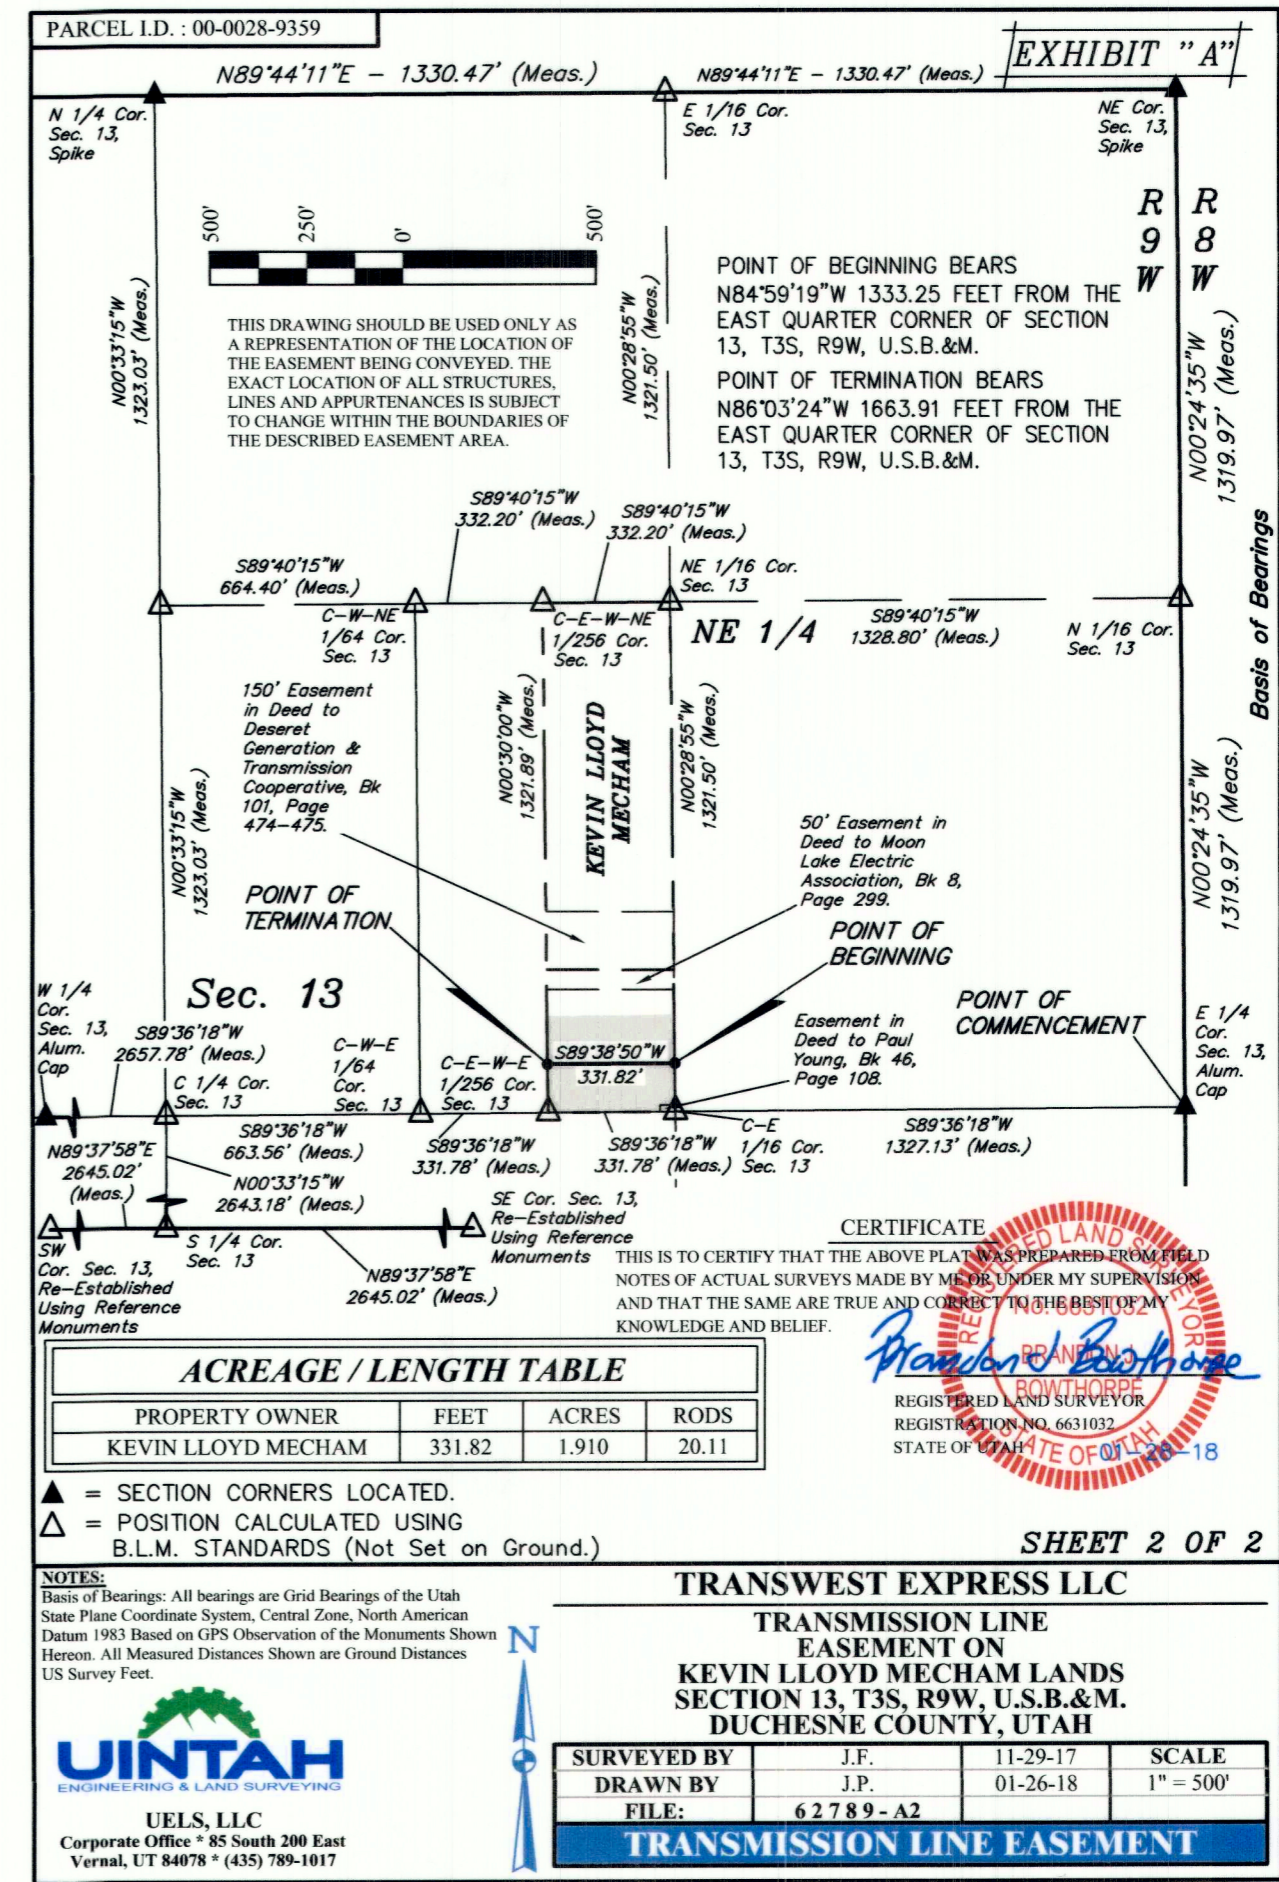 PARCEL I.D. : 00-0028-9359
EXHIBIT "A"
N89°44'11"E - 1330.47' (Meas.)
N89°44'11"E - 1330.47' (Meas.)
N 1/4 Cor.
Sec. 13,
Spike
E 1/16 Cor.
Sec. 13
NE Cor.
Sec. 13,
Spike
R R
9 8
W W
500'
250'
0'
500'
THIS DRAWING SHOULD BE USED ONLY AS
A REPRESENTATION OF THE LOCATION OF
THE EASEMENT BEING CONVEYED. THE
EXACT LOCATION OF ALL STRUCTURES,
LINES AND APPURTENANCES IS SUBJECT
TO CHANGE WITHIN THE BOUNDARIES OF
THE DESCRIBED EASEMENT AREA.
N00°33'15"W
1323.03' (Meas.)
N00°28'55"W
1321.50' (Meas.)
POINT OF BEGINNING BEARS
N84°59'19"W 1333.25 FEET FROM THE
EAST QUARTER CORNER OF SECTION
13, T3S, R9W, U.S.B.&M.
POINT OF TERMINATION BEARS
N86°03'24"W 1663.91 FEET FROM THE
EAST QUARTER CORNER OF SECTION
13, T3S, R9W, U.S.B.&M.
N00°24'35"W
1319.97' (Meas.)
Basis of Bearings
S89°40'15"W
332.20' (Meas.)
S89°40'15"W
332.20' (Meas.)
S89°40'15"W
664.40' (Meas.)
NE 1/16 Cor.
Sec. 13
C-W-NE
1/64 Cor.
Sec. 13
C-E-W-NE
1/256 Cor.
Sec. 13
NE 1/4
S89°40'15"W
1328.80' (Meas.)
N 1/16 Cor.
Sec. 13
150' Easement
in Deed to
Deseret
Generation &
Transmission
Cooperative, Bk
101, Page
474-475.
N00°30'00"W
1321.89' (Meas.)
KEVIN LLOYD
MECHAM
N00°28'55"W
1321.50' (Meas.)
N00°33'15"W
1323.03' (Meas.)
N00°24'35"W
1319.97' (Meas.)
50' Easement in
Deed to Moon
Lake Electric
Association, Bk 8,
Page 299.
POINT OF
TERMINATION
POINT OF
BEGINNING
W 1/4
Cor.
Sec. 13,
Alum.
Cap
Sec. 13
S89°36'18"W
2657.78' (Meas.)
C 1/4 Cor.
Sec. 13
C-W-E
1/64
Cor.
Sec. 13
C-E-W-E
1/256 Cor.
Sec. 13
S89°38'50"W
331.82'
Easement in
Deed to Paul
Young, Bk 46,
Page 108.
POINT OF
COMMENCEMENT
E 1/4
Cor.
Sec. 13,
Alum.
Cap
N89°37'58"E
2645.02'
(Meas.)
S89°36'18"W
663.56' (Meas.)
N00°33'15"W
2643.18' (Meas.)
S89°36'18"W
331.78' (Meas.)
S89°36'18"W
331.78' (Meas.)
C-E
1/16 Cor.
Sec. 13
S89°36'18"W
1327.13' (Meas.)
SW
Cor. Sec. 13,
Re-Established
Using Reference
Monuments
S 1/4 Cor.
Sec. 13
N89°37'58"E
2645.02' (Meas.)
SE Cor. Sec. 13,
Re-Established
Using Reference
Monuments
CERTIFICATE
THIS IS TO CERTIFY THAT THE ABOVE PLAT WAS PREPARED FROM FIELD
NOTES OF ACTUAL SURVEYS MADE BY ME OR UNDER MY SUPERVISION
AND THAT THE SAME ARE TRUE AND CORRECT TO THE BEST OF MY
KNOWLEDGE AND BELIEF.
REGISTERED LAND SURVEYOR
No. 6631032
BRANDON J.
BOWTHORPE
STATE OF UTAH
Brandon J Bowthorpe
REGISTERED LAND SURVEYOR
REGISTRATION NO. 6631032
STATE OF UTAH
01-28-18
ACREAGE / LENGTH TABLE
PROPERTY OWNER FEET ACRES RODS
KEVIN LLOYD MECHAM 331.82 1.910 20.11
= SECTION CORNERS LOCATED.
= POSITION CALCULATED USING
B.L.M. STANDARDS (Not Set on Ground.)
SHEET 2 OF 2
NOTES:
Basis of Bearings: All bearings are Grid Bearings of the Utah
State Plane Coordinate System, Central Zone, North American
Datum 1983 Based on GPS Observation of the Monuments Shown
Hereon. All Measured Distances Shown are Ground Distances
US Survey Feet.
N
UINTAH
ENGINEERING & LAND SURVEYING
UELS, LLC
Corporate Office * 85 South 200 East
Vernal, UT 84078 * (435) 789-1017
TRANSWEST EXPRESS LLC
TRANSMISSION LINE
EASEMENT ON
KEVIN LLOYD MECHAM LANDS
SECTION 13, T3S, R9W, U.S.B.&M.
DUCHESNE COUNTY, UTAH
SURVEYED BY J.F. 11-29-17 SCALE
DRAWN BY J.P. 01-26-18 1" = 500'
FILE: 62789-A2
TRANSMISSION LINE EASEMENT